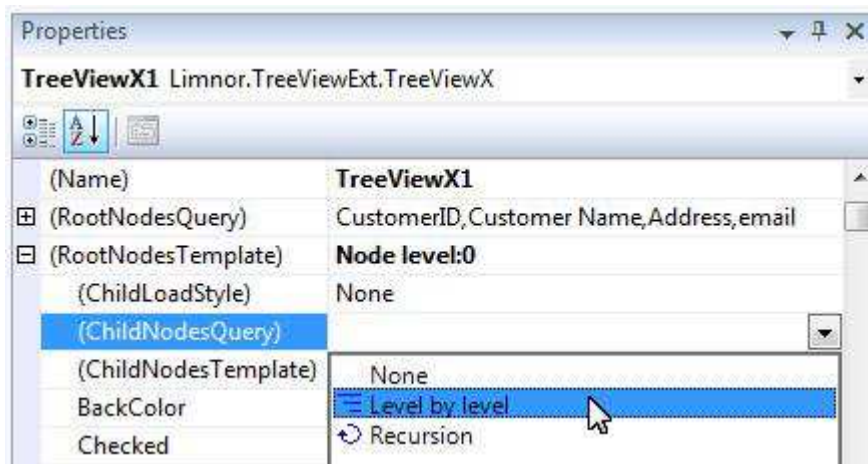 Properties
TreeViewX1 Limnor.TreeViewExt.TreeViewX
A
Z
(Name) TreeViewX1
(RootNodesQuery) CustomerID,Customer Name,Address,email
(RootNodesTemplate) Node level:0
(ChildLoadStyle) None
(ChildNodesQuery)
(ChildNodesTemplate) None
BackColor Level by level
Checked Recursion